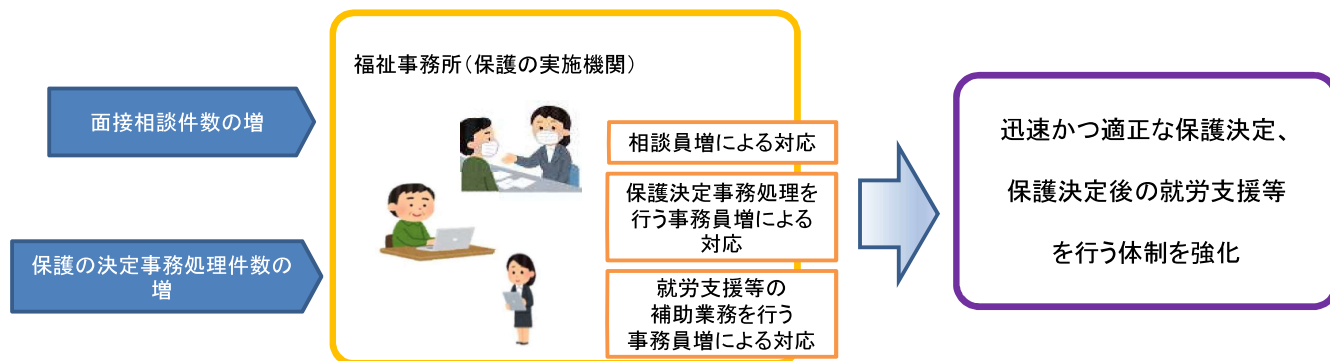 福祉事務所(保護の実施機関)
面接相談件数の増
保護の決定事務処理件数の
増
相談員増による対応
保護決定事務処理を
行う事務員増による
対応
就労支援等の
補助業務を行う
事務員増による対応
迅速かつ適正な保護決定、
保護決定後の就労支援等
を行う体制を強化